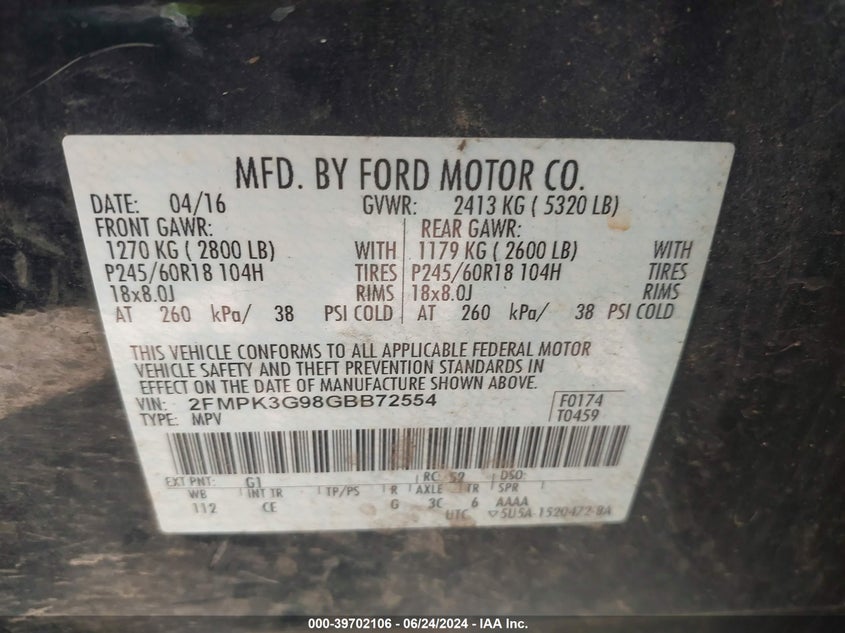 MFD. BY FORD MOTOR CO.
DATE: 04/16 GVWR: 2413 KG ( 5320 LB)
FRONT GAWR: REAR GAWR:
1270 KG ( 2800 LB) WITH 1179 KG ( 2600 LB) WITH
P245/60R18 104H TIRES P245/60R18 104H TIRES
18x8.0J RIMS 18x8.0J RIMS
AT 260 kPa/ 38 PSI COLD AT 260 kPa/ 38 PSI COLD
THIS VEHICLE CONFORMS TO ALL APPLICABLE FEDERAL MOTOR
VEHICLE SAFETY AND THEFT PREVENTION STANDARDS IN
EFFECT ON THE DATE OF MANUFACTURE SHOWN ABOVE.
VIN: 2FMPK3G98GBB72554 F0174
TYPE: MPV T0459
EXT PNT: G1 RC: 52 DSO:
WB INT TR TP/PS R AXLE TR SPR
112 CE G 3C 6 AAAA
UTC ▽5U5A-1520472-BA
000-39702106 - 06/24/2024 - IAA Inc.